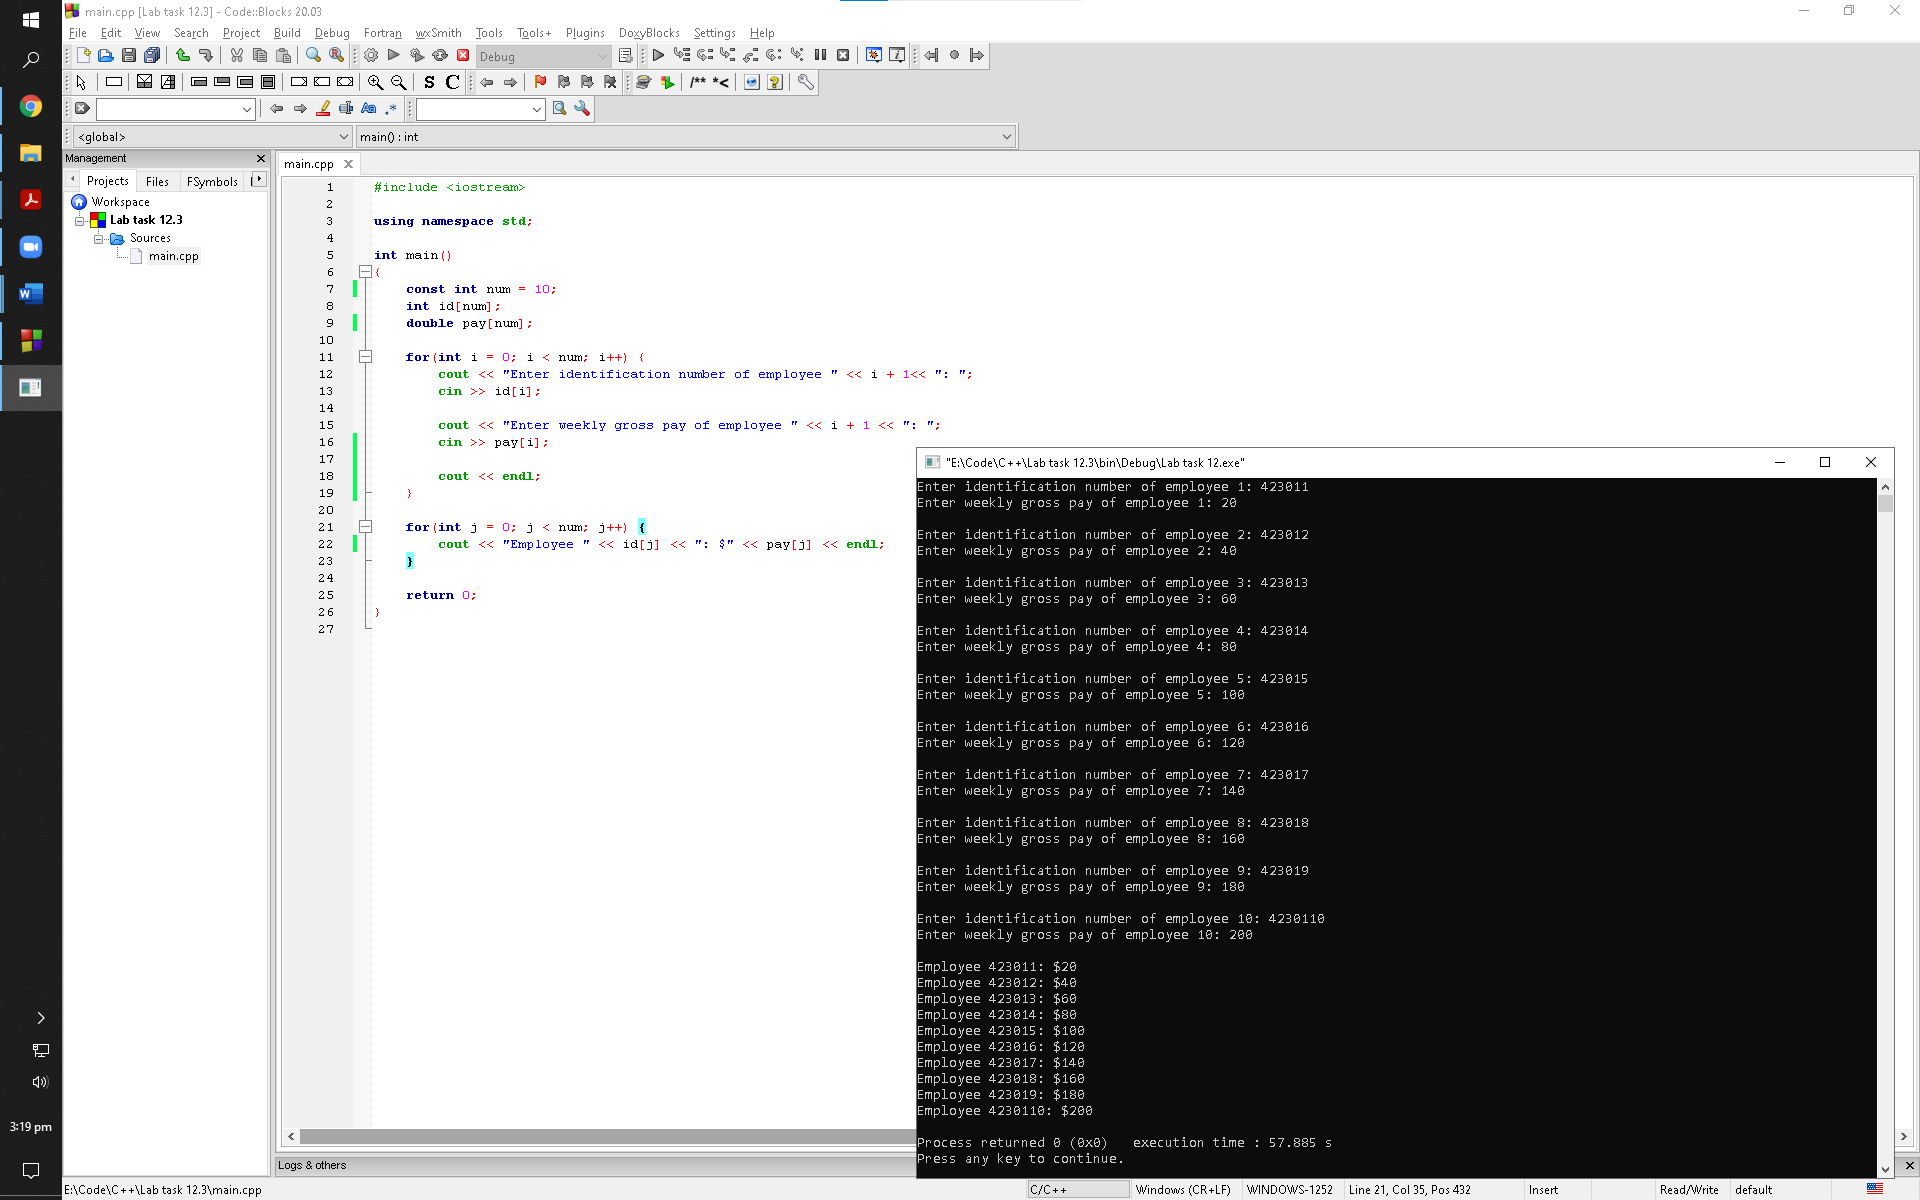 main.cpp [Lab task 12.3] - Code::Blocks 20.03
File Edit View Search Project Build Debug Fortran wxSmith Tools Tools+ Plugins DoxyBlocks Settings Help
Debug
S C /** *<
Aa .*
<global> main() : int
Management
Projects Files FSymbols
Workspace
Lab task 12.3
Sources
main.cpp
main.cpp
1 #include <iostream>
2
3 using namespace std;
4
5 int main()
6 {
7 const int num = 10;
8 int id[num];
9 double pay[num];
10
11 for(int i = 0; i < num; i++) {
12 cout << "Enter identification number of employee " << i + 1<< ": ";
13 cin >> id[i];
14
15 cout << "Enter weekly gross pay of employee " << i + 1 << ": ";
16 cin >> pay[i];
17
18 cout << endl;
19 }
20
21 for(int j = 0; j < num; j++) {
22 cout << "Employee " << id[j] << ": $" << pay[j] << endl;
23 }
24
25 return 0;
26 }
27
"E:\Code\C++\Lab task 12.3\bin\Debug\Lab task 12.exe"
Enter identification number of employee 1: 423011
Enter weekly gross pay of employee 1: 20
Enter identification number of employee 2: 423012
Enter weekly gross pay of employee 2: 40
Enter identification number of employee 3: 423013
Enter weekly gross pay of employee 3: 60
Enter identification number of employee 4: 423014
Enter weekly gross pay of employee 4: 80
Enter identification number of employee 5: 423015
Enter weekly gross pay of employee 5: 100
Enter identification number of employee 6: 423016
Enter weekly gross pay of employee 6: 120
Enter identification number of employee 7: 423017
Enter weekly gross pay of employee 7: 140
Enter identification number of employee 8: 423018
Enter weekly gross pay of employee 8: 160
Enter identification number of employee 9: 423019
Enter weekly gross pay of employee 9: 180
Enter identification number of employee 10: 4230110
Enter weekly gross pay of employee 10: 200
Employee 423011: $20
Employee 423012: $40
Employee 423013: $60
Employee 423014: $80
Employee 423015: $100
Employee 423016: $120
Employee 423017: $140
Employee 423018: $160
Employee 423019: $180
Employee 4230110: $200
Process returned 0 (0x0) execution time : 57.885 s
Press any key to continue.
3:19 pm
Logs & others
E:\Code\C++\Lab task 12.3\main.cpp C/C++ Windows (CR+LF) WINDOWS-1252 Line 21, Col 35, Pos 432 Insert Read/Write default